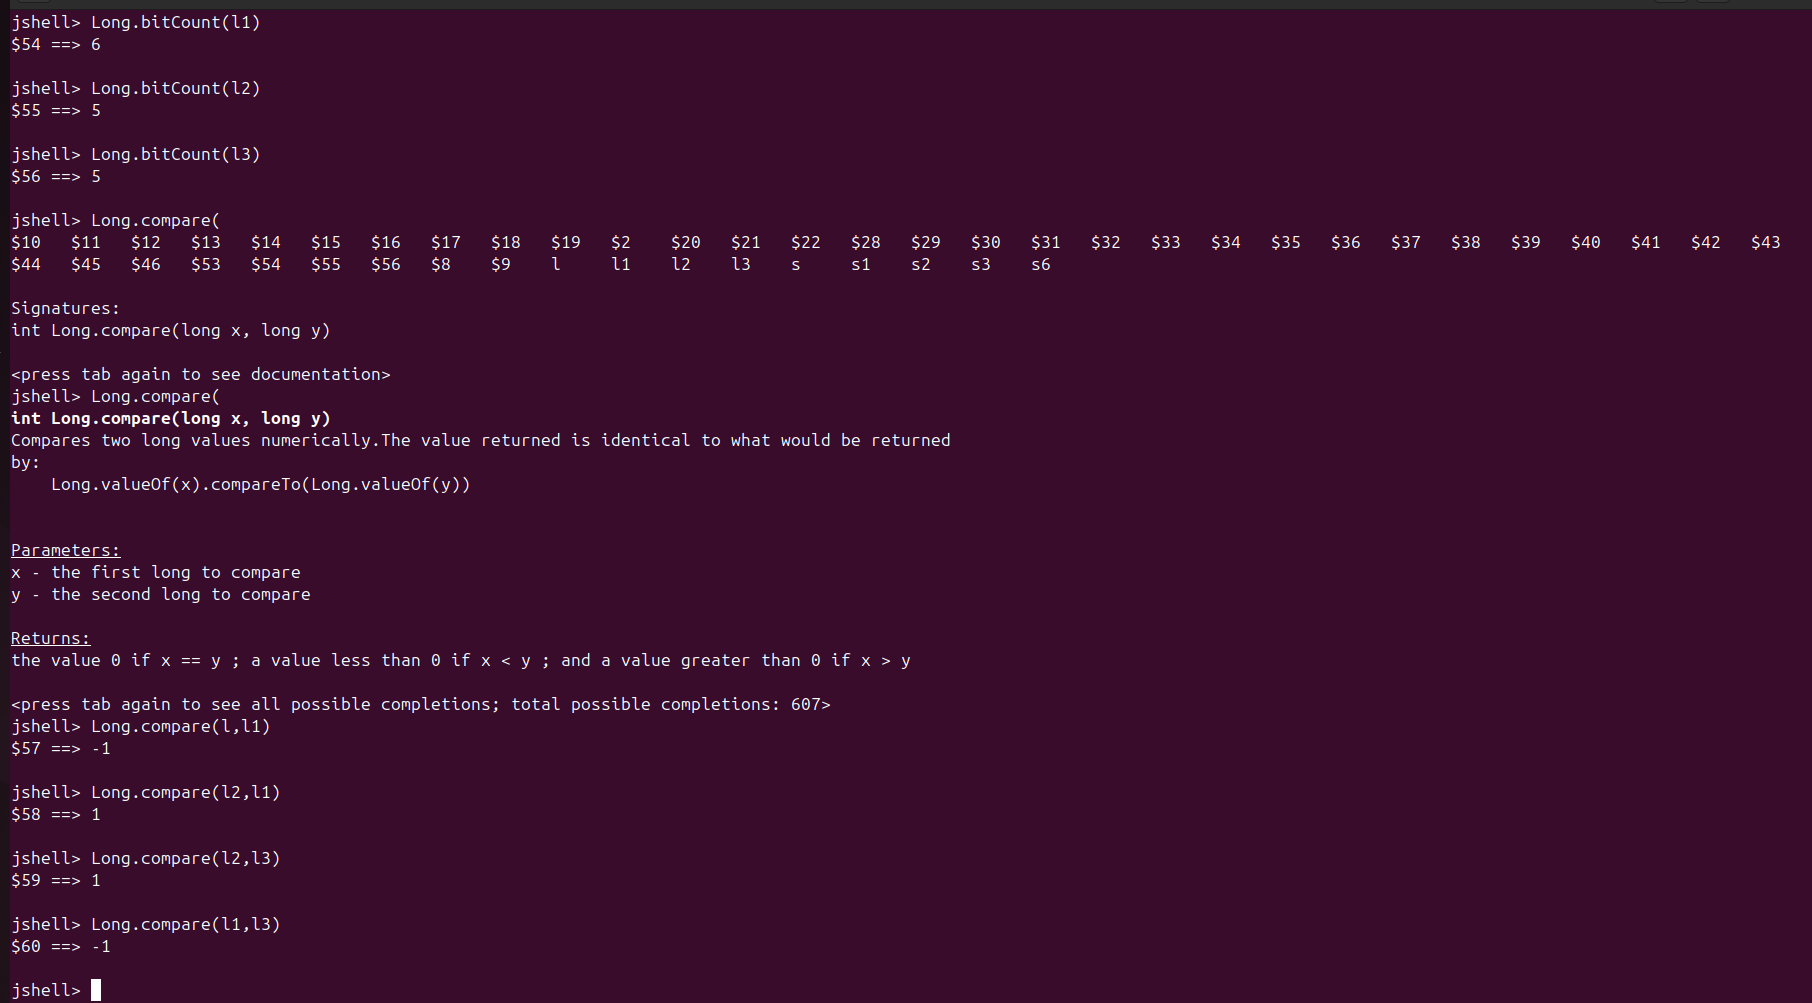 jshell> Long.bitCount(l1)
$54 ==> 6
jshell> Long.bitCount(l2)
$55 ==> 5
jshell> Long.bitCount(l3)
$56 ==> 5
jshell> Long.compare(
$10   $11   $12   $13   $14   $15   $16   $17   $18   $19   $2    $20   $21   $22   $28   $29   $30   $31   $32   $33   $34   $35   $36   $37   $38   $39   $40   $41   $42   $43
$44   $45   $46   $53   $54   $55   $56   $8    $9    l     l1    l2    l3    s     s1    s2    s3    s6
Signatures:
int Long.compare(long x, long y)
<press tab again to see documentation>
jshell> Long.compare(
int Long.compare(long x, long y)
Compares two long values numerically.The value returned is identical to what would be returned
by:
    Long.valueOf(x).compareTo(Long.valueOf(y))
Parameters:
x - the first long to compare
y - the second long to compare
Returns:
the value 0 if x == y ; a value less than 0 if x < y ; and a value greater than 0 if x > y
<press tab again to see all possible completions; total possible completions: 607>
jshell> Long.compare(l,l1)
$57 ==> -1
jshell> Long.compare(l2,l1)
$58 ==> 1
jshell> Long.compare(l2,l3)
$59 ==> 1
jshell> Long.compare(l1,l3)
$60 ==> -1
jshell>